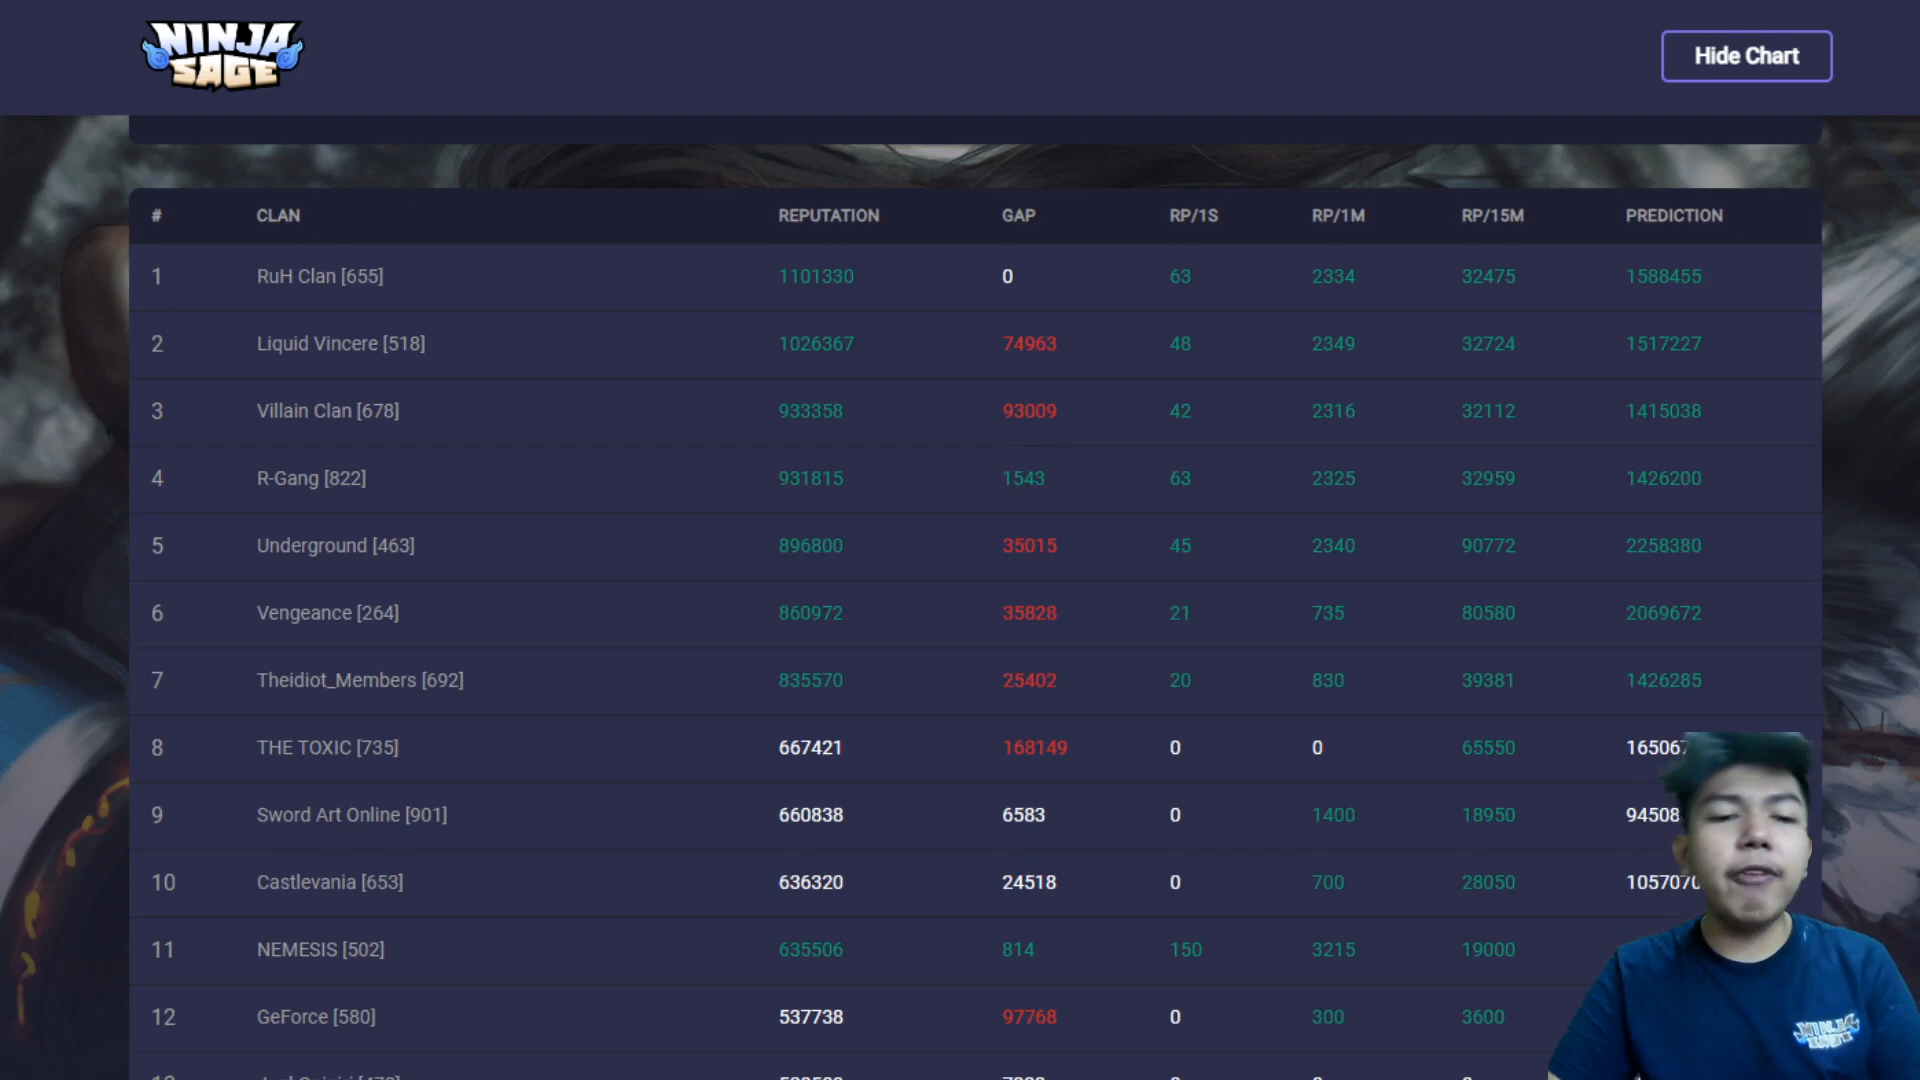 NINJA
SAGE
Hide Chart
# CLAN REPUTATION GAP RP/1S RP/1M RP/15M PREDICTION
1 RuH Clan [655] 1101330 0 63 2334 32475 1588455
2 Liquid Vincere [518] 1026367 74963 48 2349 32724 1517227
3 Villain Clan [678] 933358 93009 42 2316 32112 1415038
4 R-Gang [822] 931815 1543 63 2325 32959 1426200
5 Underground [463] 896800 35015 45 2340 90772 2258380
6 Vengeance [264] 860972 35828 21 735 80580 2069672
7 Theidiot_Members [692] 835570 25402 20 830 39381 1426285
8 THE TOXIC [735] 667421 168149 0 0 65550
9 Sword Art Online [901] 660838 6583 0 1400 18950
10 Castlevania [653] 636320 24518 0 700 28050 1057070
11 NEMESIS [502] 635506 814 150 3215 19000
12 GeForce [580] 537738 97768 0 300 3600
NINJA
SAGE